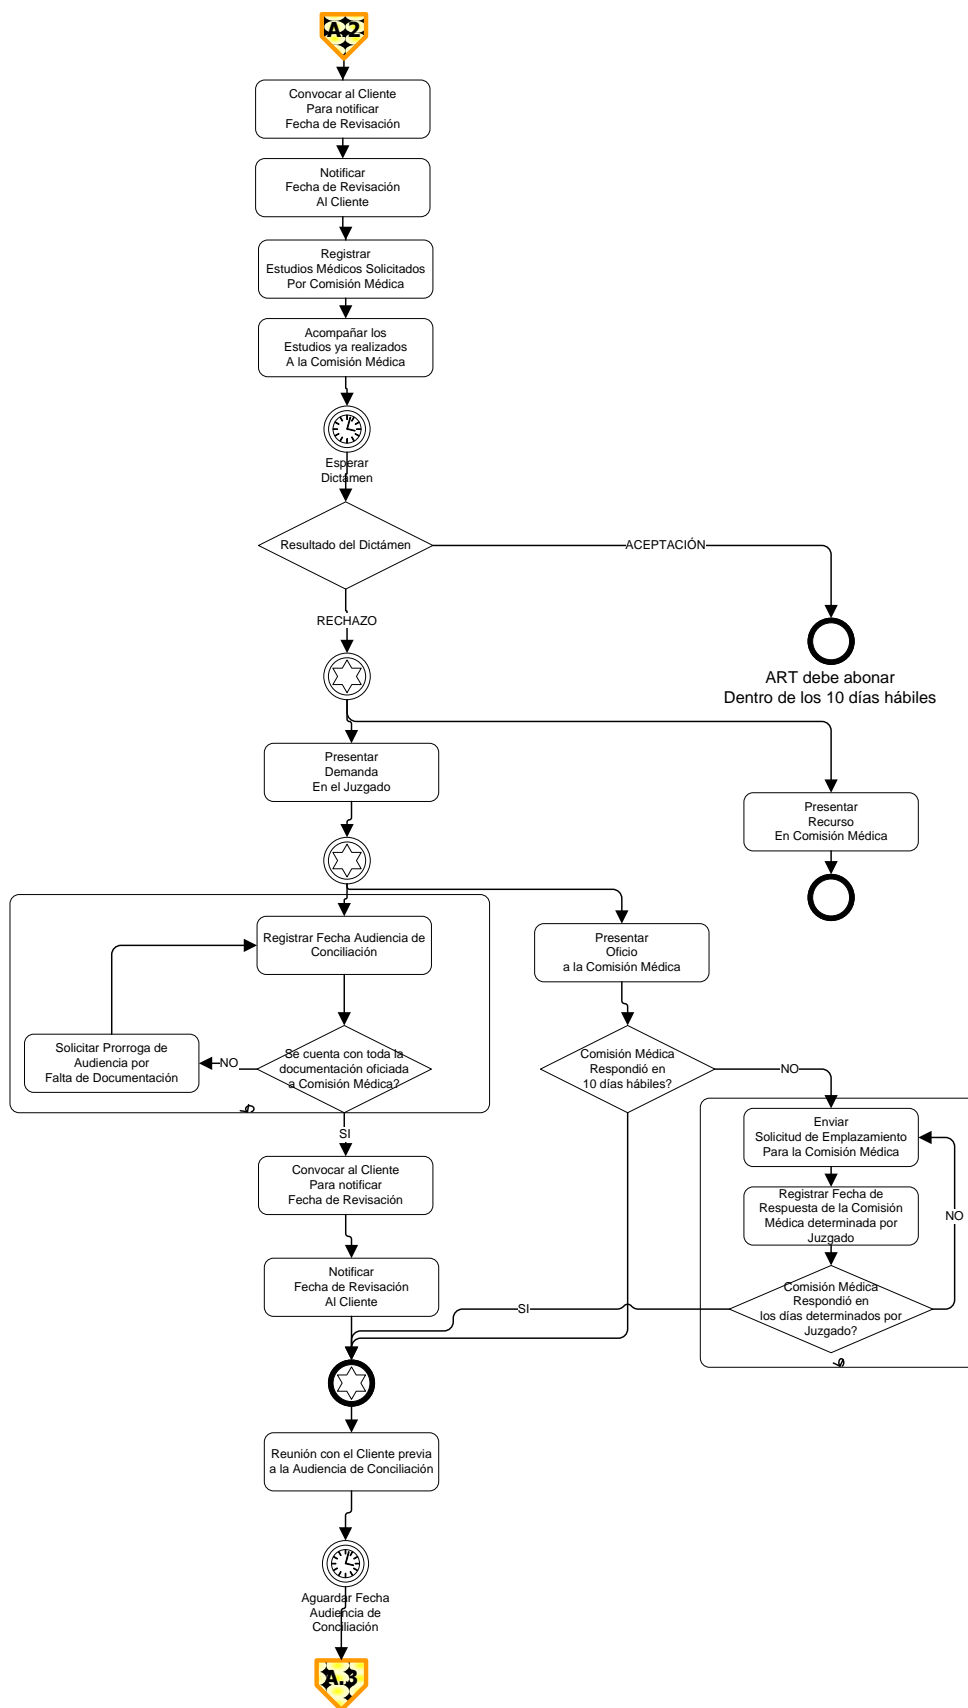 A.2
Convocar al Cliente
Para notificar
Fecha de Revisación
Notificar
Fecha de Revisación
Al Cliente
Registrar
Estudios Médicos Solicitados
Por Comisión Médica
Acompañar los
Estudios ya realizados
A la Comisión Médica
Esperar
Dictámen
Resultado del Dictámen
ACEPTACIÓN
RECHAZO
ART debe abonar
Dentro de los 10 días hábiles
Presentar
Demanda
En el Juzgado
Presentar
Recurso
En Comisión Médica
Registrar Fecha Audiencia de
Conciliación
Presentar
Oficio
a la Comisión Médica
Solicitar Prorroga de
Audiencia por
Falta de Documentación
NO
Se cuenta con toda la
documentación oficiada
a Comisión Médica?
Comisión Médica
Respondió en
10 días hábiles?
NO
SI
Enviar
Solicitud de Emplazamiento
Para la Comisión Médica
Convocar al Cliente
Para notificar
Fecha de Revisación
Registrar Fecha de
Respuesta de la Comisión
Médica determinada por
Juzgado
NO
Notificar
Fecha de Revisación
Al Cliente
SI
Comisión Médica
Respondió en
los días determinados por
Juzgado?
Reunión con el Cliente previa
a la Audiencia de Conciliación
Aguardar Fecha
Audiencia de
Conciliación
A.3